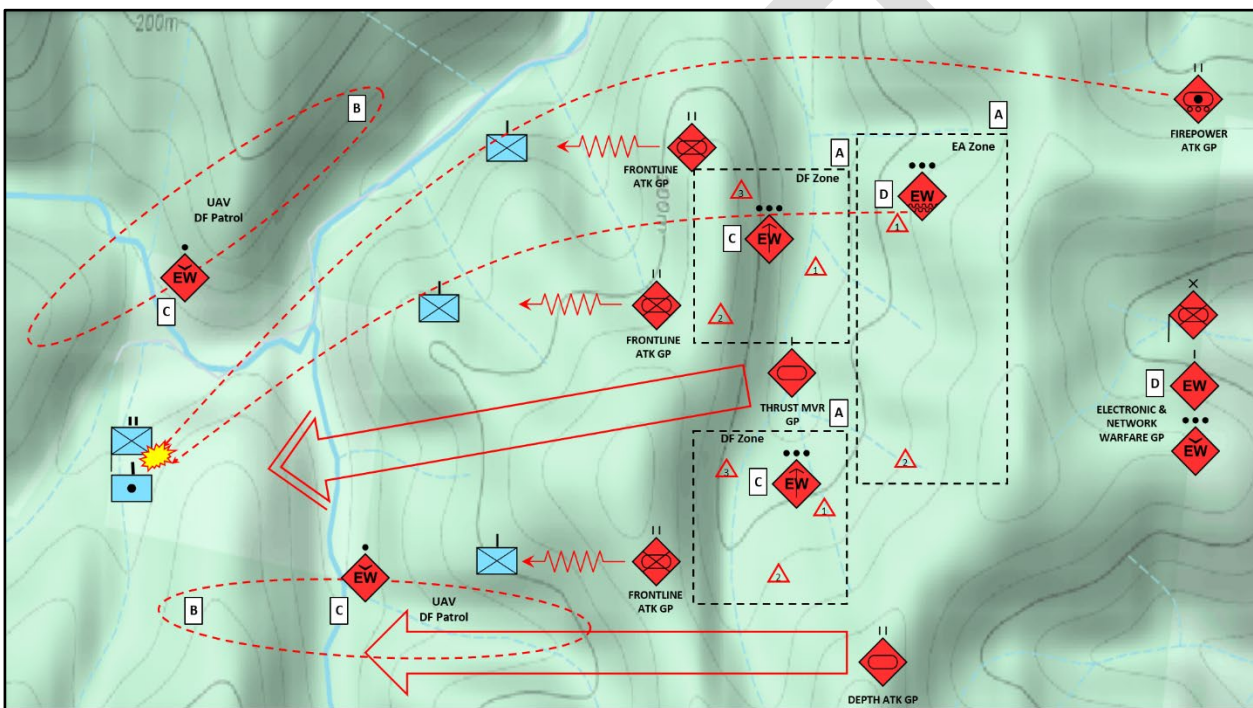 200m
B
A
FIREPOWER
ATK GP
A
EA Zone
FRONTLINE
ATK GP
DF Zone
UAV
DF Patrol
D
EW
3
1
C
EW
EW
1
C
2
FRONTLINE
ATK GP
D
EW
THRUST MVR
GP
A
ELECTRONIC &
NETWORK
WARFARE GP
DF Zone
EW
3
C
EW
2
1
EW
FRONTLINE
ATK GP
2
B
C
UAV
DF Patrol
DEPTH ATK GP